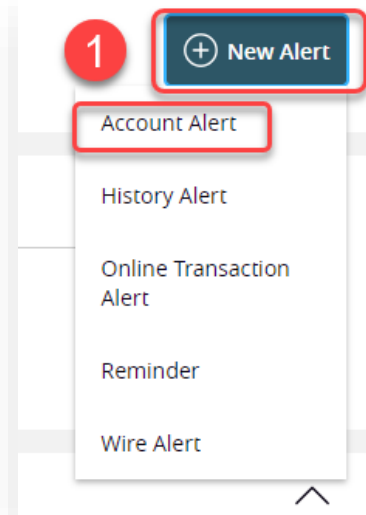 1
New Alert
Account Alert
History Alert
Online Transaction
Alert
Reminder
Wire Alert